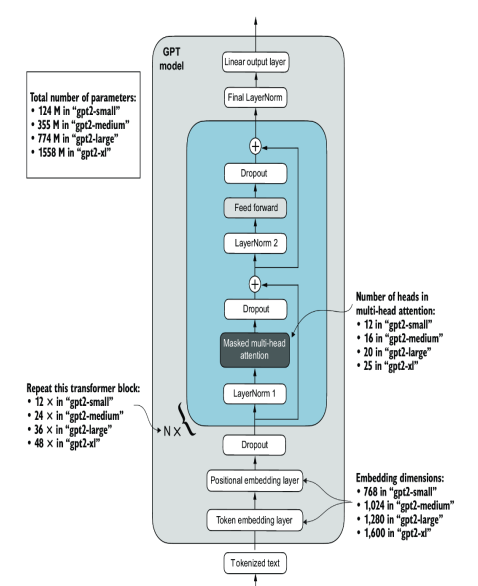 GPT
model
Linear output layer
Final LayerNorm
Total number of parameters:
• 124 M in “gpt2-small”
• 355 M in “gpt2-medium”
• 774 M in “gpt2-large”
• 1558 M in “gpt2-xl”
+
Dropout
Feed forward
LayerNorm 2
+
Dropout
Masked multi-head
attention
LayerNorm 1
Number of heads in
multi-head attention:
• 12 in “gpt2-small”
• 16 in “gpt2-medium”
• 20 in “gpt2-large”
• 25 in “gpt2-xl”
Repeat this transformer block:
• 12 × in “gpt2-small”
• 24 × in “gpt2-medium”
• 36 × in “gpt2-large”
• 48 × in “gpt2-xl”
N ×
{
Dropout
Positional embedding layer
Token embedding layer
Embedding dimensions:
• 768 in “gpt2-small”
• 1,024 in “gpt2-medium”
• 1,280 in “gpt2-large”
• 1,600 in “gpt2-xl”
Tokenized text